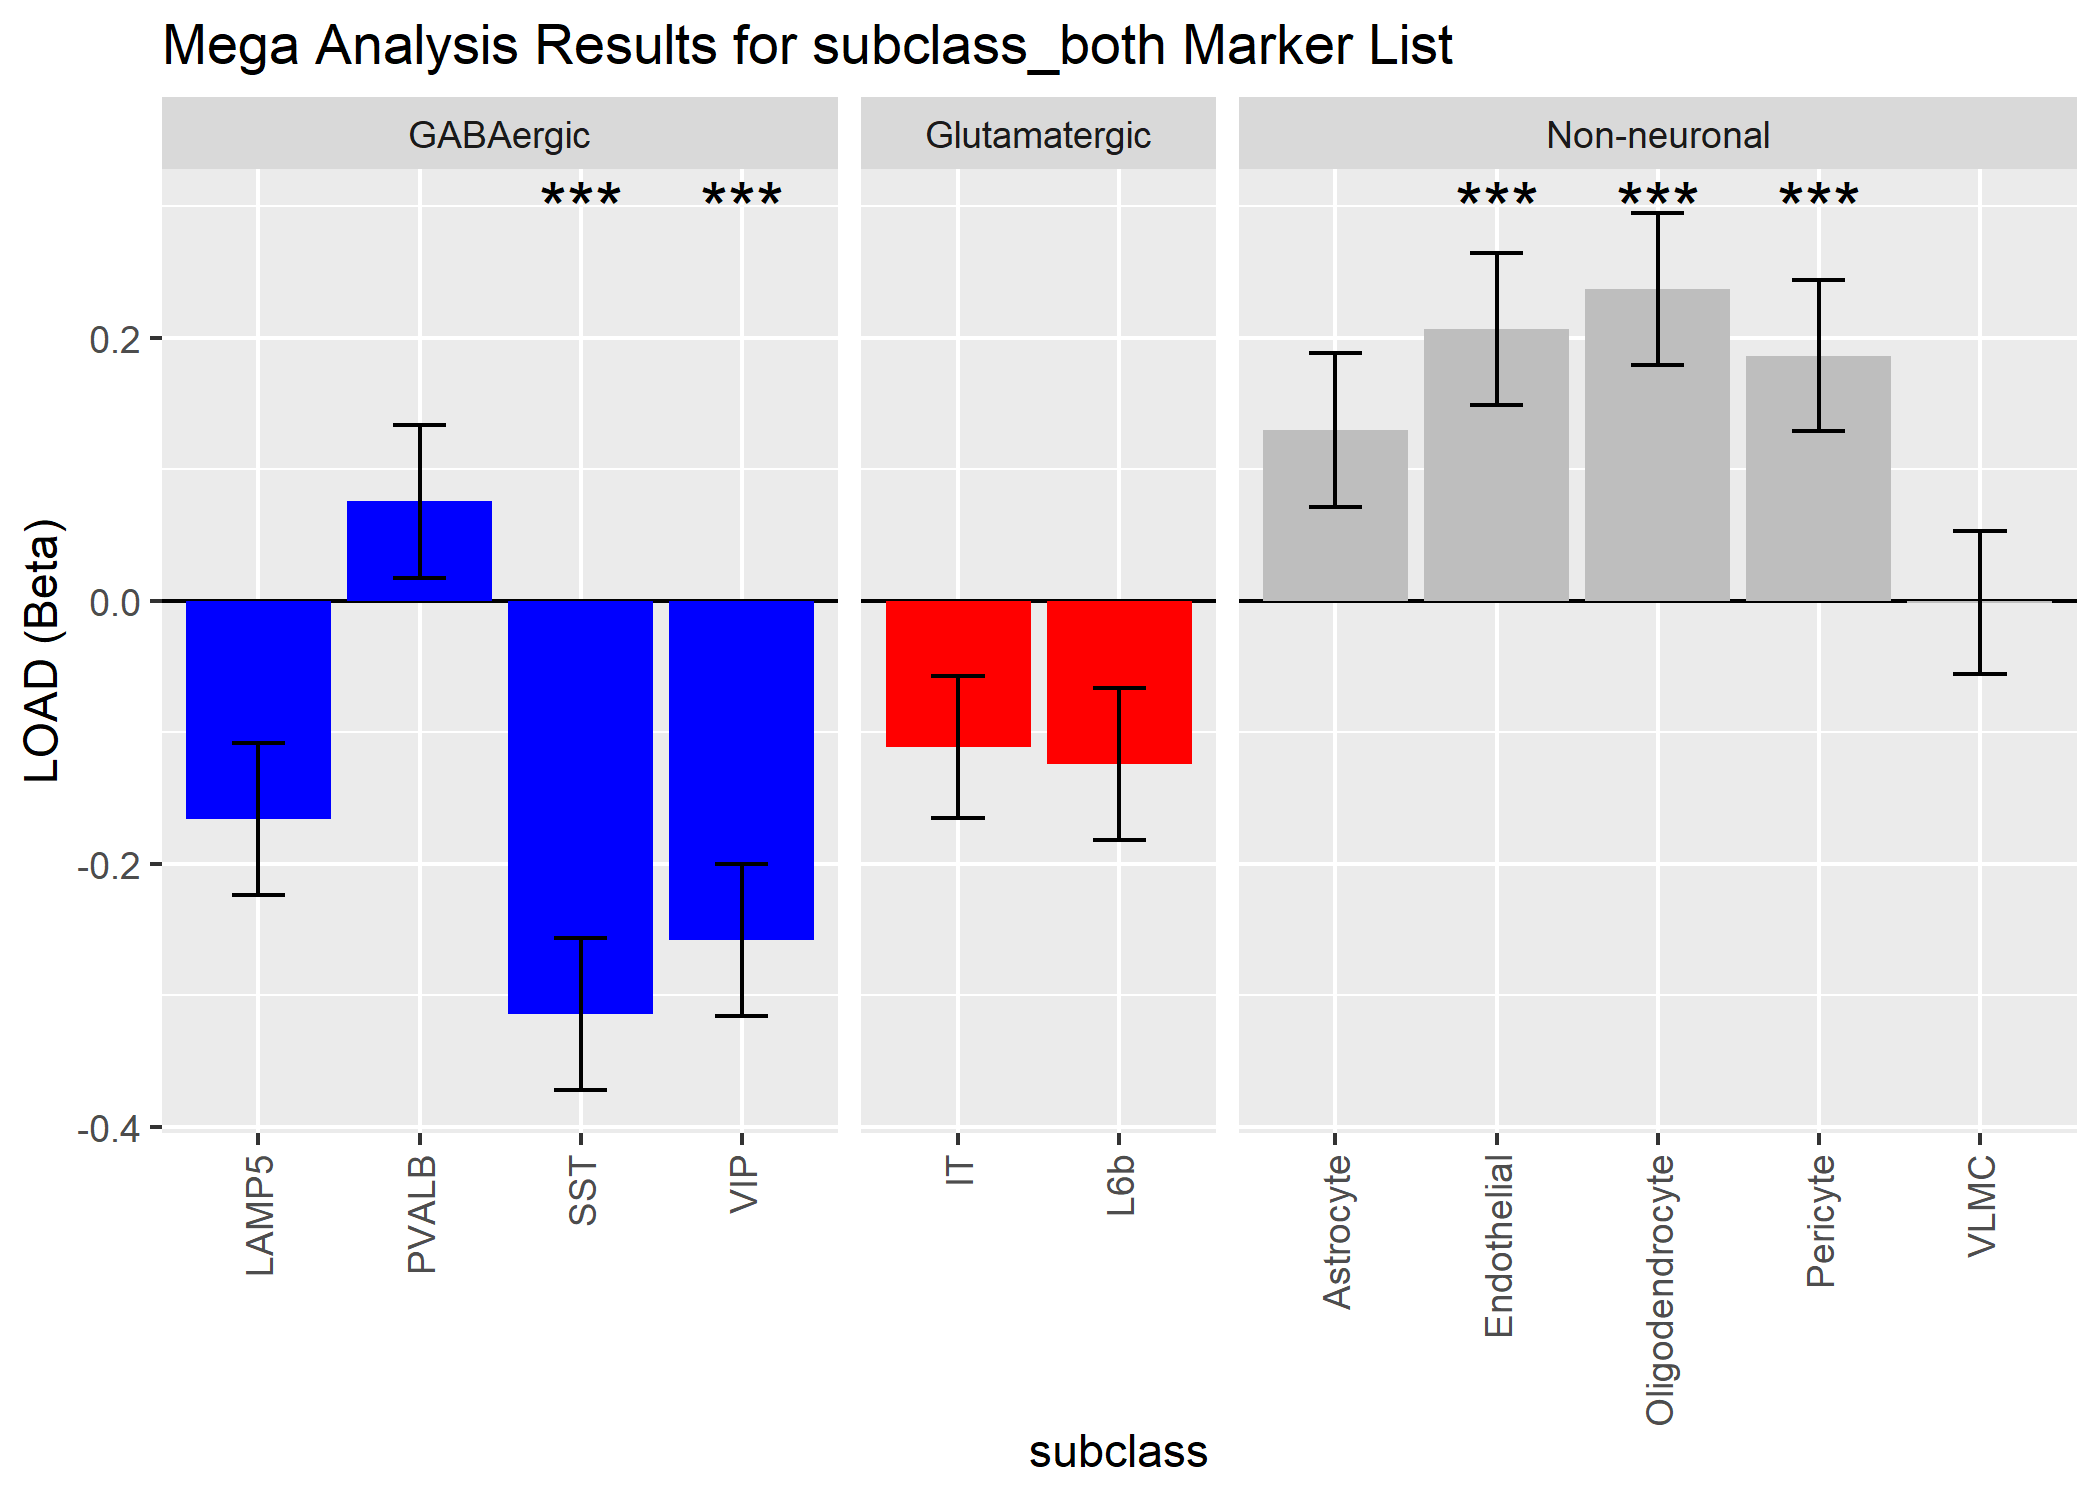 Mega Analysis Results for subclass_both Marker List
GABAergic
Glutamatergic
Non-neuronal
*** *** *** *** ***
LOAD (Beta)
0.2
0.0
-0.2
-0.4
LAMP5
PVALB
SST
VIP
IT
L6b
Astrocyte
Endothelial
Oligodendrocyte
Pericyte
VLMC
subclass